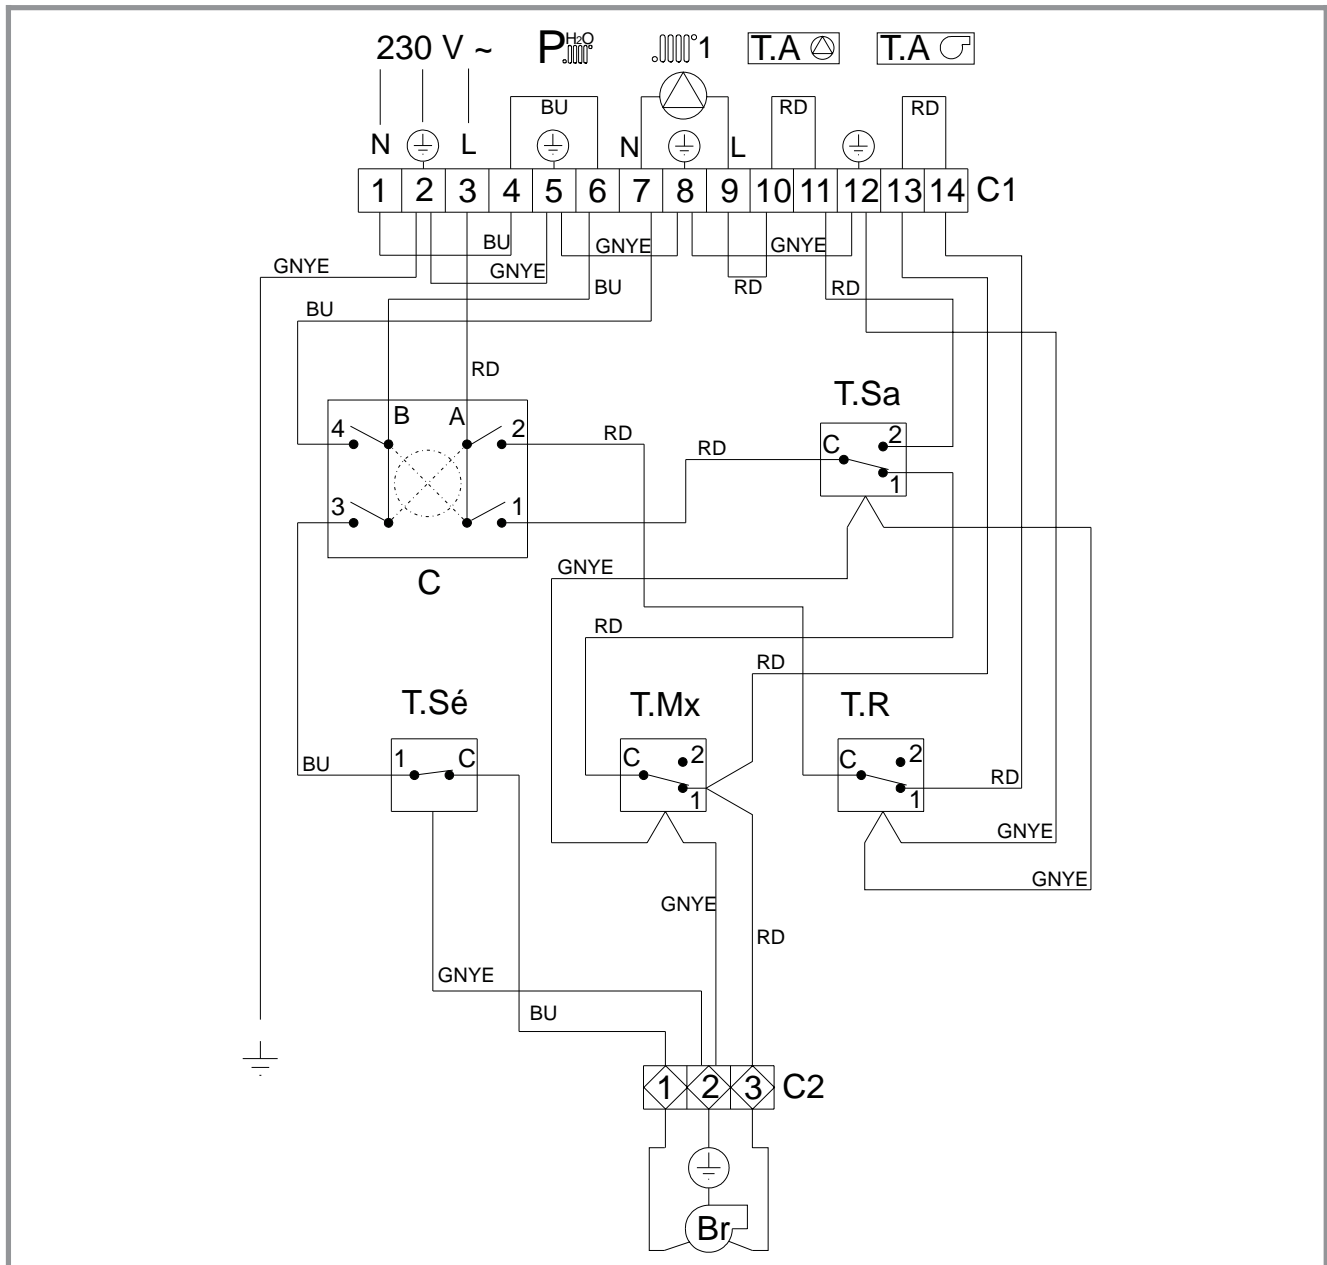 230 V ~ P H₂O 1 T.A T.A
BU RD RD
N L N L
1 2 3 4 5 6 7 8 9 10 11 12 13 14 C1
BU GNYE GNYE
GNYE GNYE
BU RD RD
BU
RD
T.Sa
B A
4 2 RD RD C 2
1
3 1
C GNYE
RD
RD
T.Sé T.Mx T.R
1 C C 2 C 2
BU 1 1 RD
GNYE
GNYE
GNYE
RD
GNYE
BU
1 2 3 C2
Br